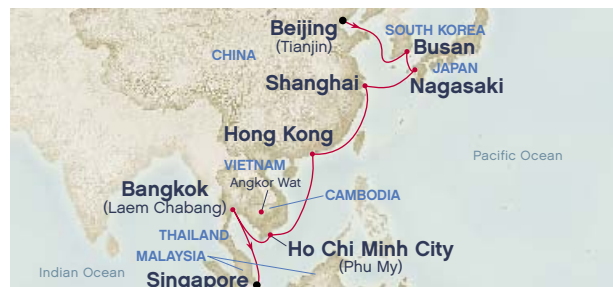 Beijing
(Tianjin)
SOUTH KOREA
Busan
CHINA
JAPAN
Shanghai
Nagasaki
Hong Kong
Pacific Ocean
VIETNAM
Angkor Wat
Bangkok
(Laem Chabang)
CAMBODIA
THAILAND
Ho Chi Minh City
(Phu My)
MALAYSIA
Indian Ocean
Singapore